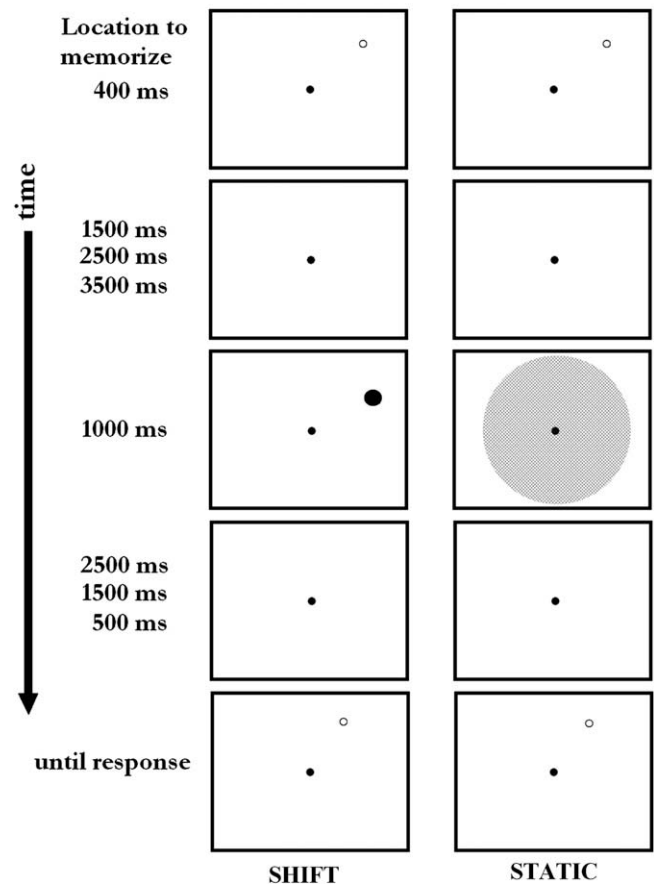 Location to
memorize
400 ms
time
1500 ms
2500 ms
3500 ms
1000 ms
2500 ms
1500 ms
500 ms
until response
SHIFT
STATIC